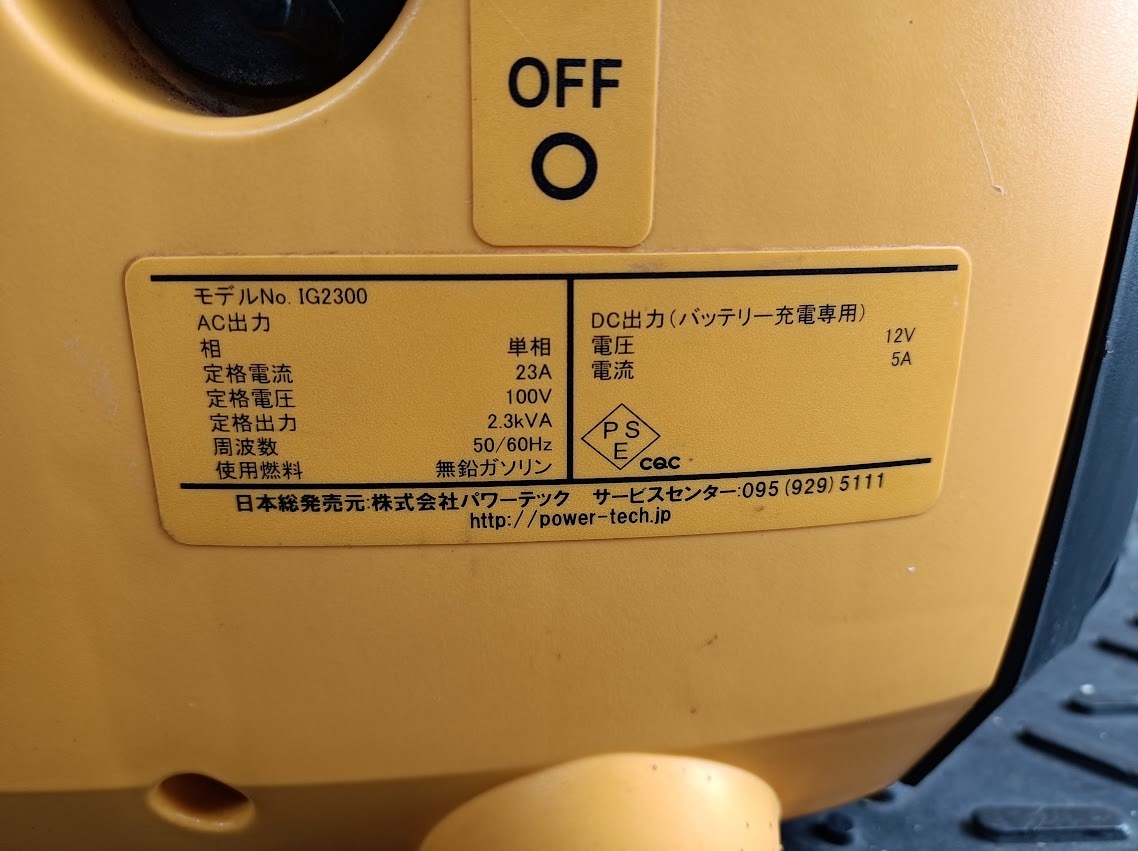 OFF
モデルNo. IG2300
AC出力
相 単相
定格電流 23A
定格電圧 100V
定格出力 2.3kVA
周波数 50/60Hz
使用燃料 無鉛ガソリン
DC出力(バッテリー充電専用)
電圧 12V
電流 5A
PS
E
CQC
日本総発売元:株式会社パワーテック サービスセンター:095(929)5111
http://power-tech.jp